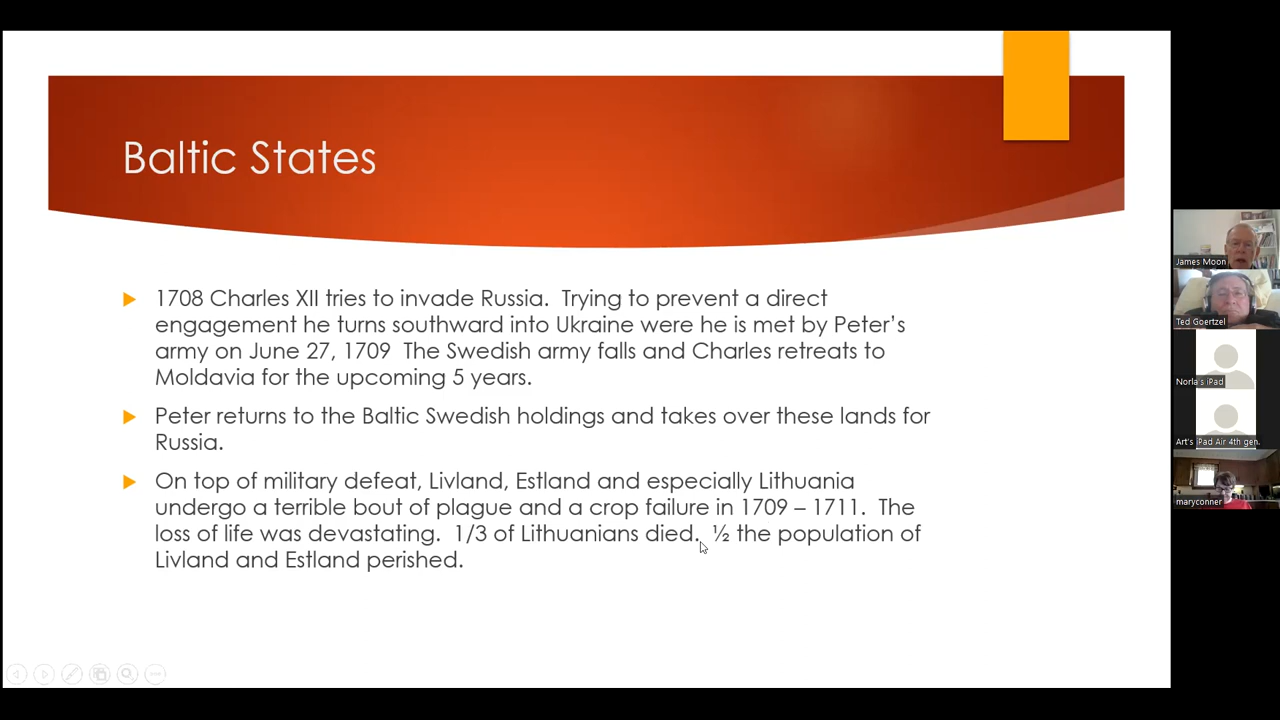 Baltic States
1708 Charles XII tries to invade Russia.  Trying to prevent a direct
engagement he turns southward into Ukraine were he is met by Peter’s
army on June 27, 1709  The Swedish army falls and Charles retreats to
Moldavia for the upcoming 5 years.
Peter returns to the Baltic Swedish holdings and takes over these lands for
Russia.
On top of military defeat, Livland, Estland and especially Lithuania
undergo a terrible bout of plague and a crop failure in 1709 – 1711.  The
loss of life was devastating.  1/3 of Lithuanians died.  ½ the population of
Livland and Estland perished.
James Moon
Ted Goertzel
Norla's iPad
Art's iPad Air 4th gen.
maryconner